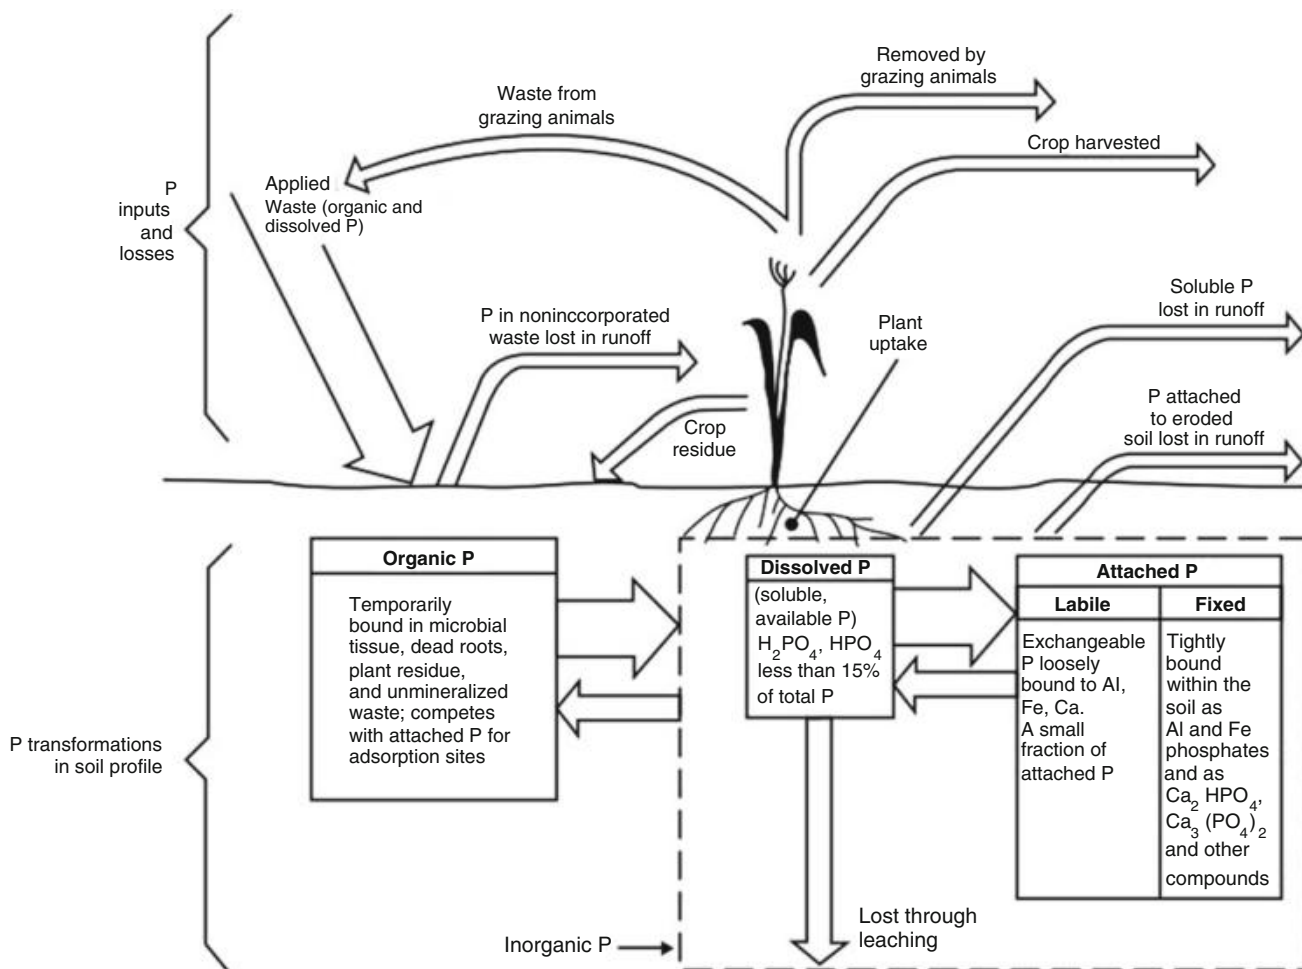 Removed by
grazing animals
Waste from
grazing animals
Crop harvested
P
inputs
and
losses
Applied
Waste (organic and
dissolved P)
P in noninccorporated
waste lost in runoff
Crop
residue
Plant
uptake
Soluble P
lost in runoff
P attached
to eroded
soil lost in runoff
P transformations
in soil profile
Organic P
Temporarily
bound in microbial
tissue, dead roots,
plant residue,
and unmineralized
waste; competes
with attached P for
adsorption sites
Dissolved P
(soluble,
available P)
H₂PO₄, HPO₄
less than 15%
of total P
Attached P
Labile
Exchangeable
P loosely
bound to Al,
Fe, Ca.
A small
fraction of
attached P
Fixed
Tightly
bound
within the
soil as
Al and Fe
phosphates
and as
Ca₂ HPO₄,
Ca₃ (PO₄)₂
and other
compounds
Inorganic P
Lost through
leaching